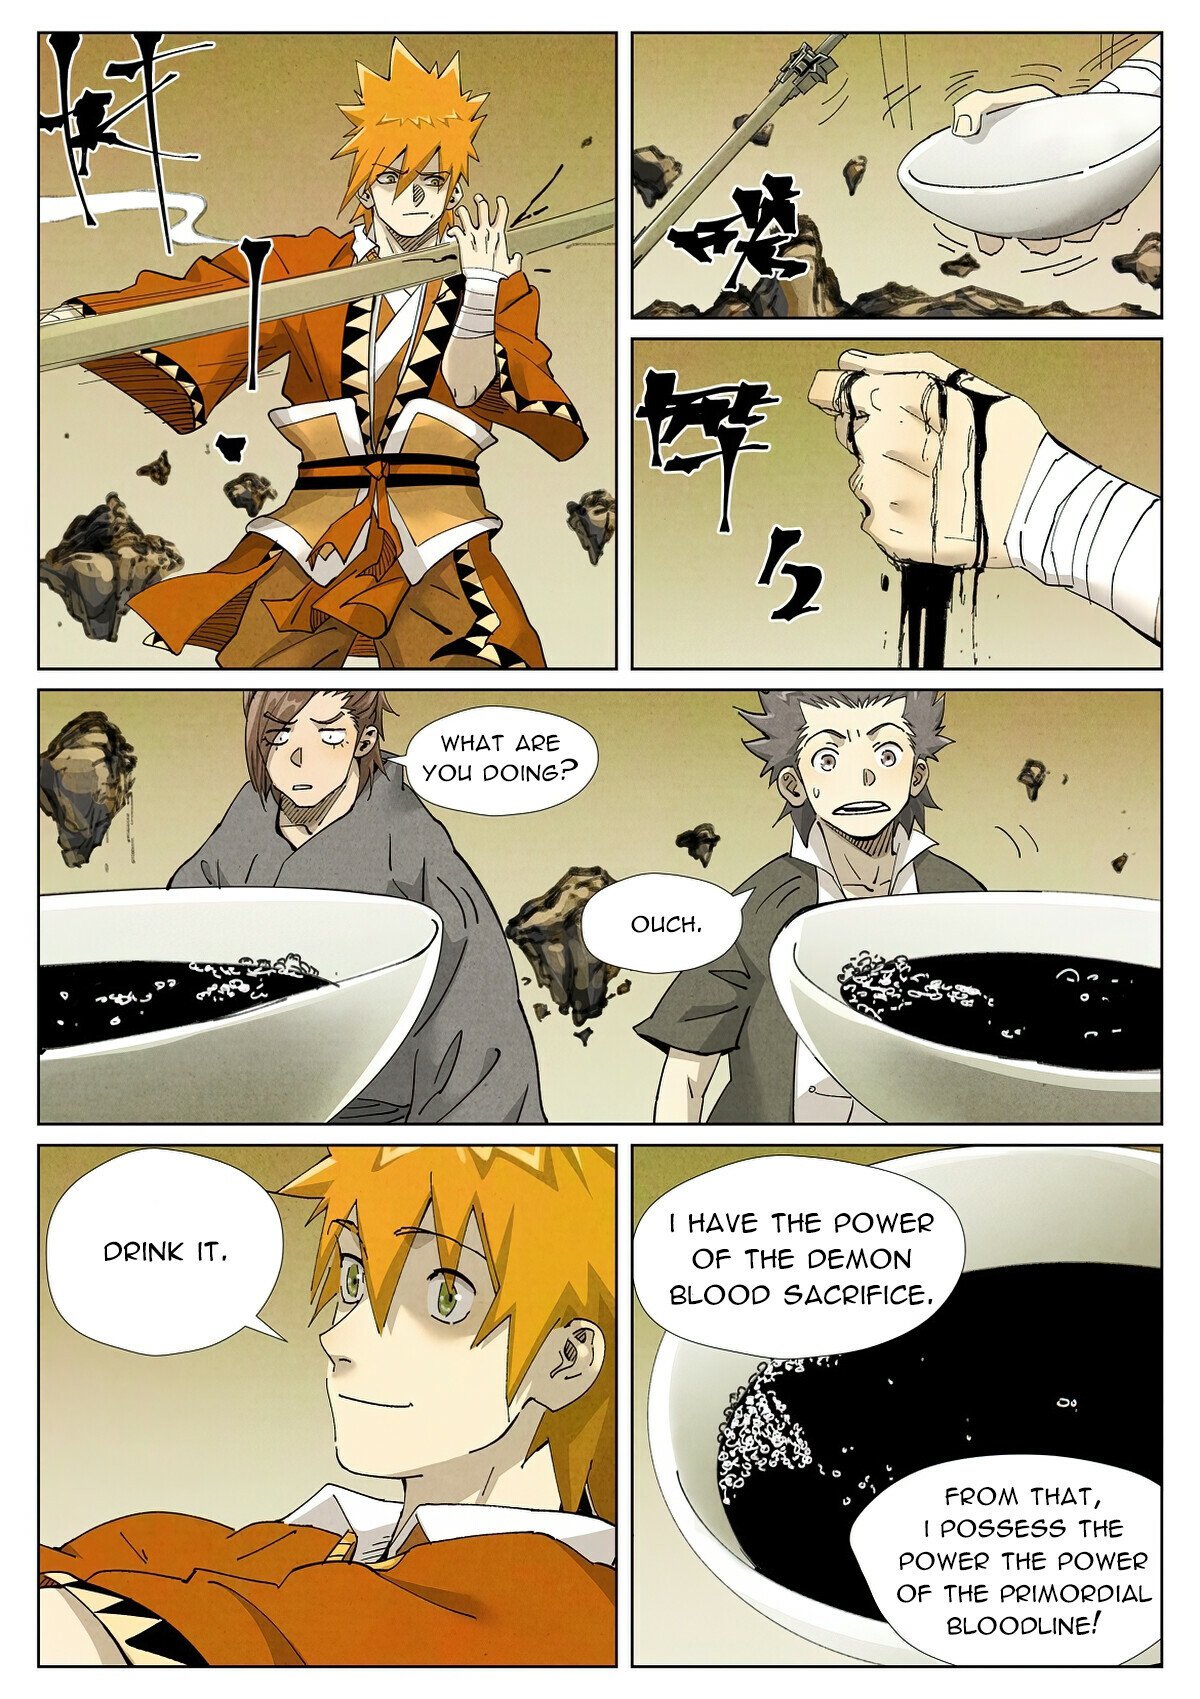 WHAT ARE
YOU DOING?
OUCH.
DRINK IT.
I HAVE THE POWER
OF THE DEMON
BLOOD SACRIFICE.
FROM THAT,
I POSSESS THE
POWER THE POWER
OF THE PRIMORDIAL
BLOODLINE!